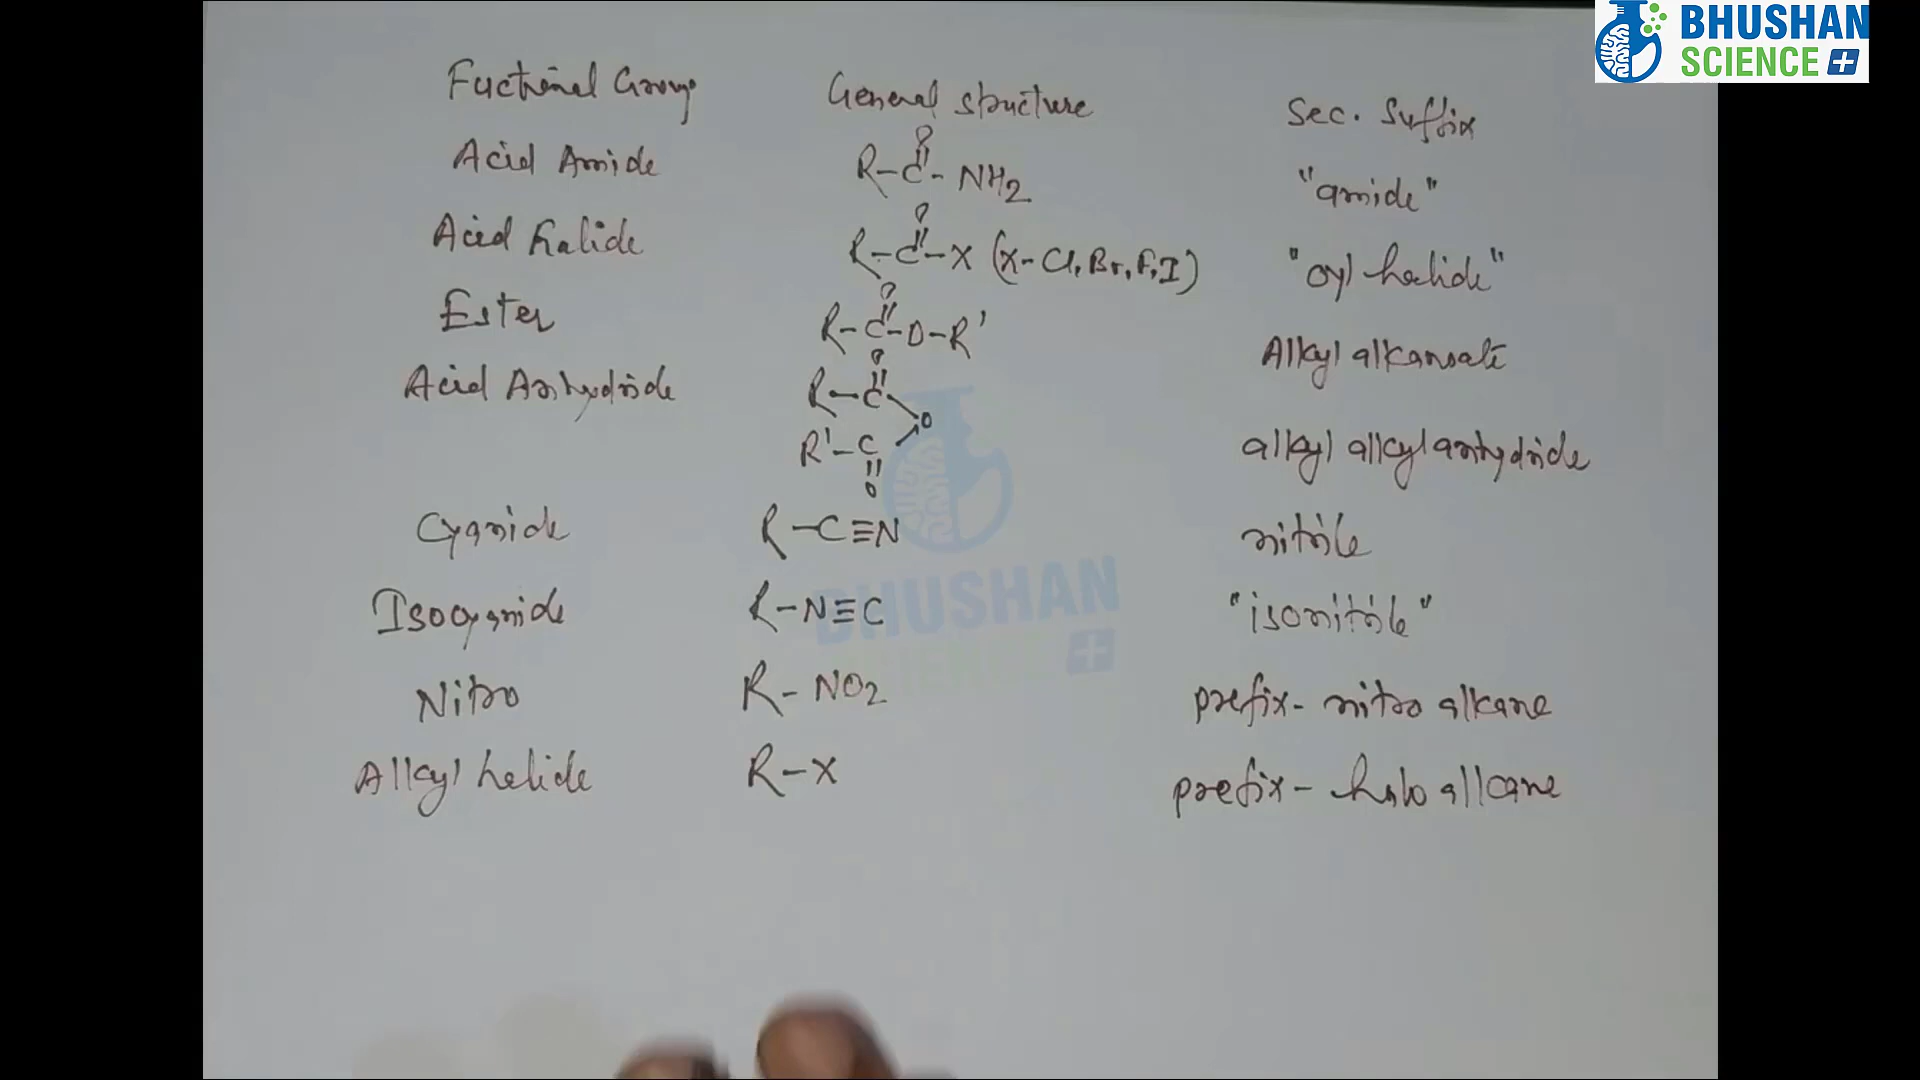 BHUSHAN
SCIENCE +
Fuctional Group General structure Sec. Suffix
Acid Amide R-C-NH2 "amide"
O
||
Acid halide R-C-X (X-Cl, Br, F, I) "oyl halide"
O
||
Ester R-C-O-R' Alkyl alkanoate
O
||
Acid Anhydride R-C
O
||
O alkyl alkyl anhydride
R'-C
||
O
Cyanide R-C≡N nitrile
Isocyanide R-N≡C "isonitrile"
Nitro R-NO2 prefix- nitro alkane
Alkyl halide R-X prefix- halo alkane
BHUSHAN
SCIENCE +